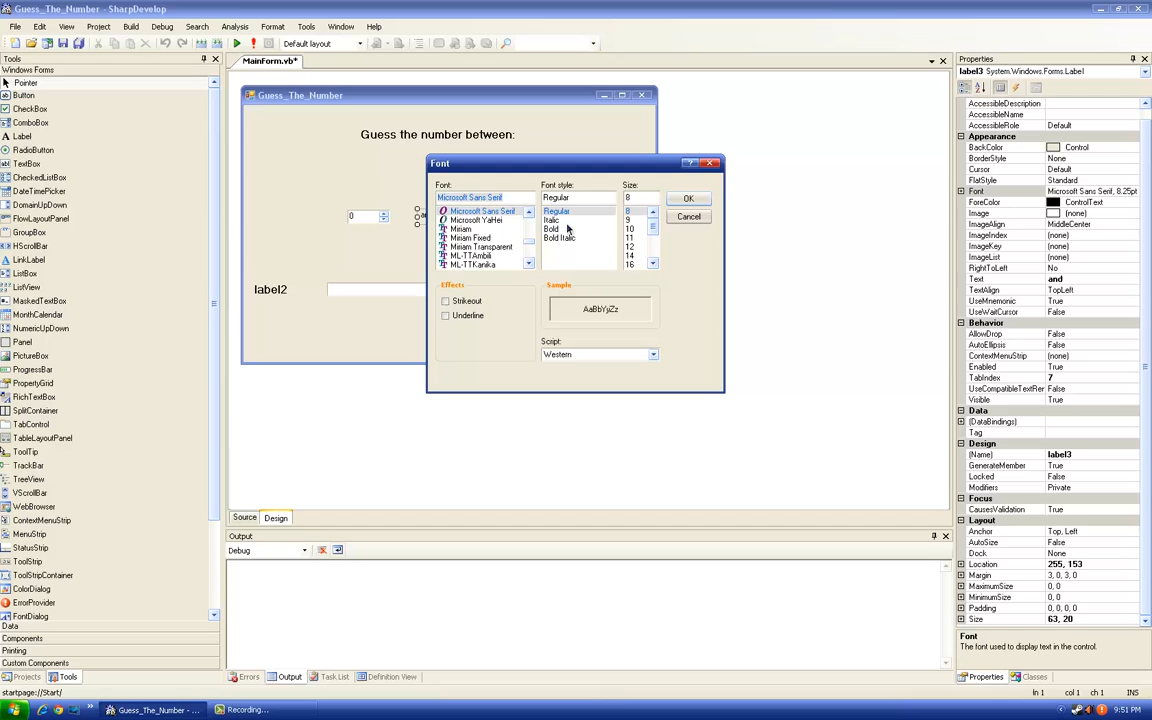 Guess_The_Number - SharpDevelop
File Edit View Project Build Debug Search Analysis Format Tools Window Help
Default layout
Tools
Windows Forms
Pointer
Button
CheckBox
ComboBox
Label
RadioButton
TextBox
CheckedListBox
DateTimePicker
DomainUpDown
FlowLayoutPanel
GroupBox
HScrollBar
LinkLabel
ListBox
ListView
MaskedTextBox
MonthCalendar
NumericUpDown
Panel
PictureBox
ProgressBar
PropertyGrid
RichTextBox
SplitContainer
TabControl
TableLayoutPanel
ToolTip
TrackBar
TreeView
VScrollBar
WebBrowser
ContextMenuStrip
MenuStrip
StatusStrip
ToolStrip
ToolStripContainer
ColorDialog
ErrorProvider
FontDialog
Data
Components
Printing
Custom Components
Projects Tools
MainForm.vb*
Guess_The_Number
Guess the number between:
0
label2
Font
Font: Font style: Size:
Microsoft Sans Serif Regular 8
Microsoft Sans Serif Regular 8
Microsoft YaHei Italic 9
Miriam Bold 10
Miriam Fixed Bold Italic 11
Miriam Transparent 12
ML-TTAmbili 14
ML-TTKanika 16
OK
Cancel
Effects
Strikeout
Underline
Sample
AaBbYyZz
Script:
Western
Source Design
Output
Debug
Errors Output Task List Definition View
Properties
label3 System.Windows.Forms.Label
AccessibleDescription
AccessibleName
AccessibleRole Default
Appearance
BackColor Control
BorderStyle None
Cursor Default
FlatStyle Standard
Font Microsoft Sans Serif, 8.25pt
ForeColor ControlText
Image (none)
ImageAlign MiddleCenter
ImageIndex (none)
ImageKey (none)
ImageList (none)
RightToLeft No
Text and
TextAlign TopLeft
UseMnemonic True
UseWaitCursor False
Behavior
AllowDrop False
AutoEllipsis False
ContextMenuStrip (none)
Enabled True
TabIndex 7
UseCompatibleTextRer False
Visible True
Data
(DataBindings)
Tag
Design
(Name) label3
GenerateMember True
Locked False
Modifiers Private
Focus
CausesValidation True
Layout
Anchor Top, Left
AutoSize False
Dock None
Location 255, 153
Margin 3, 0, 3, 0
MaximumSize 0, 0
MinimumSize 0, 0
Padding 0, 0, 0, 0
Size 63, 20
Font
The font used to display text in the control.
Properties Classes
startpage://Start/ ln 1 col 1 ch 1 INS
start Guess_The_Number - ... Recording... 9:51 PM